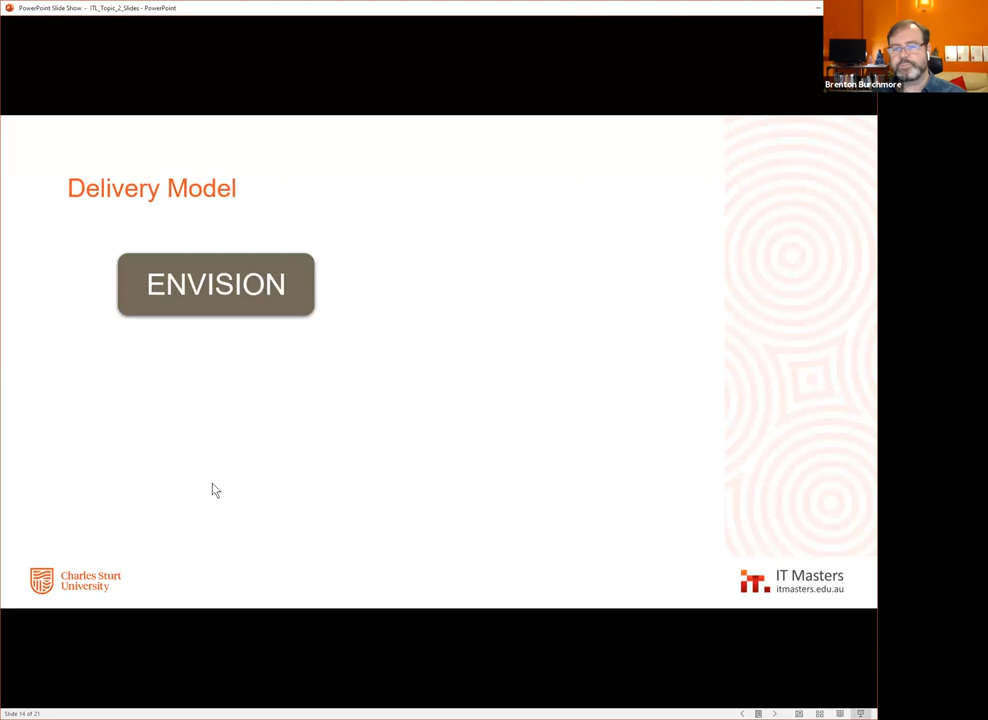 PowerPoint Slide Show - ITL_Topic_2_Slides - PowerPoint
Brenton Burchmore
Delivery Model
ENVISION
Charles Sturt
University
iT.
IT Masters
itmasters.edu.au
Slide 14 of 21